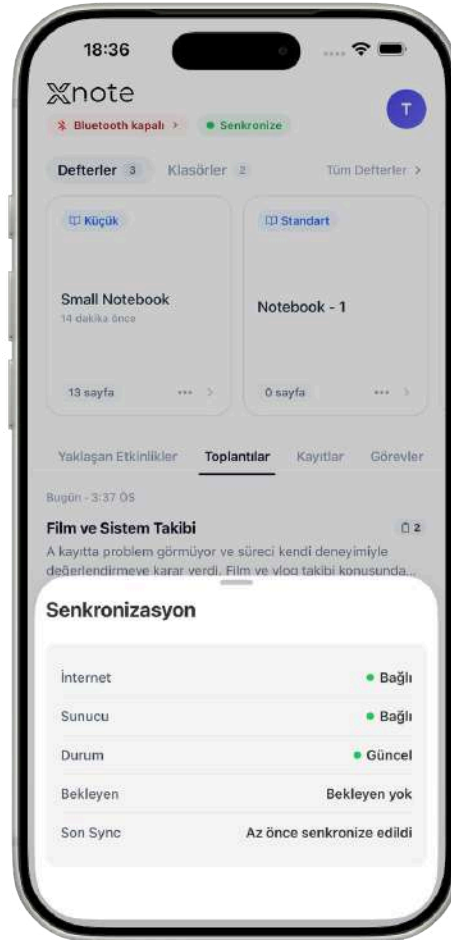 18:36
Xnote
Bluetooth kapalı >
Senkronize
T
Defterler 3
Klasörler 2
Tüm Defterler >
Küçük
Small Notebook
14 dakika önce
13 sayfa
Standart
Notebook - 1
0 sayfa
Yaklaşan Etkinlikler
Toplantılar
Kayıtlar
Görevler
Bugün - 3:37 ÖS
Film ve Sistem Takibi
2
A kayıtta problem görmüyor ve süreci kendi deneyimiyle
değerlendirmeye karar verdi. Film ve vlog takibi konusunda...
Senkronizasyon
İnternet Bağlı
Sunucu Bağlı
Durum Güncel
Bekleyen Bekleyen yok
Son Sync Az önce senkronize edildi